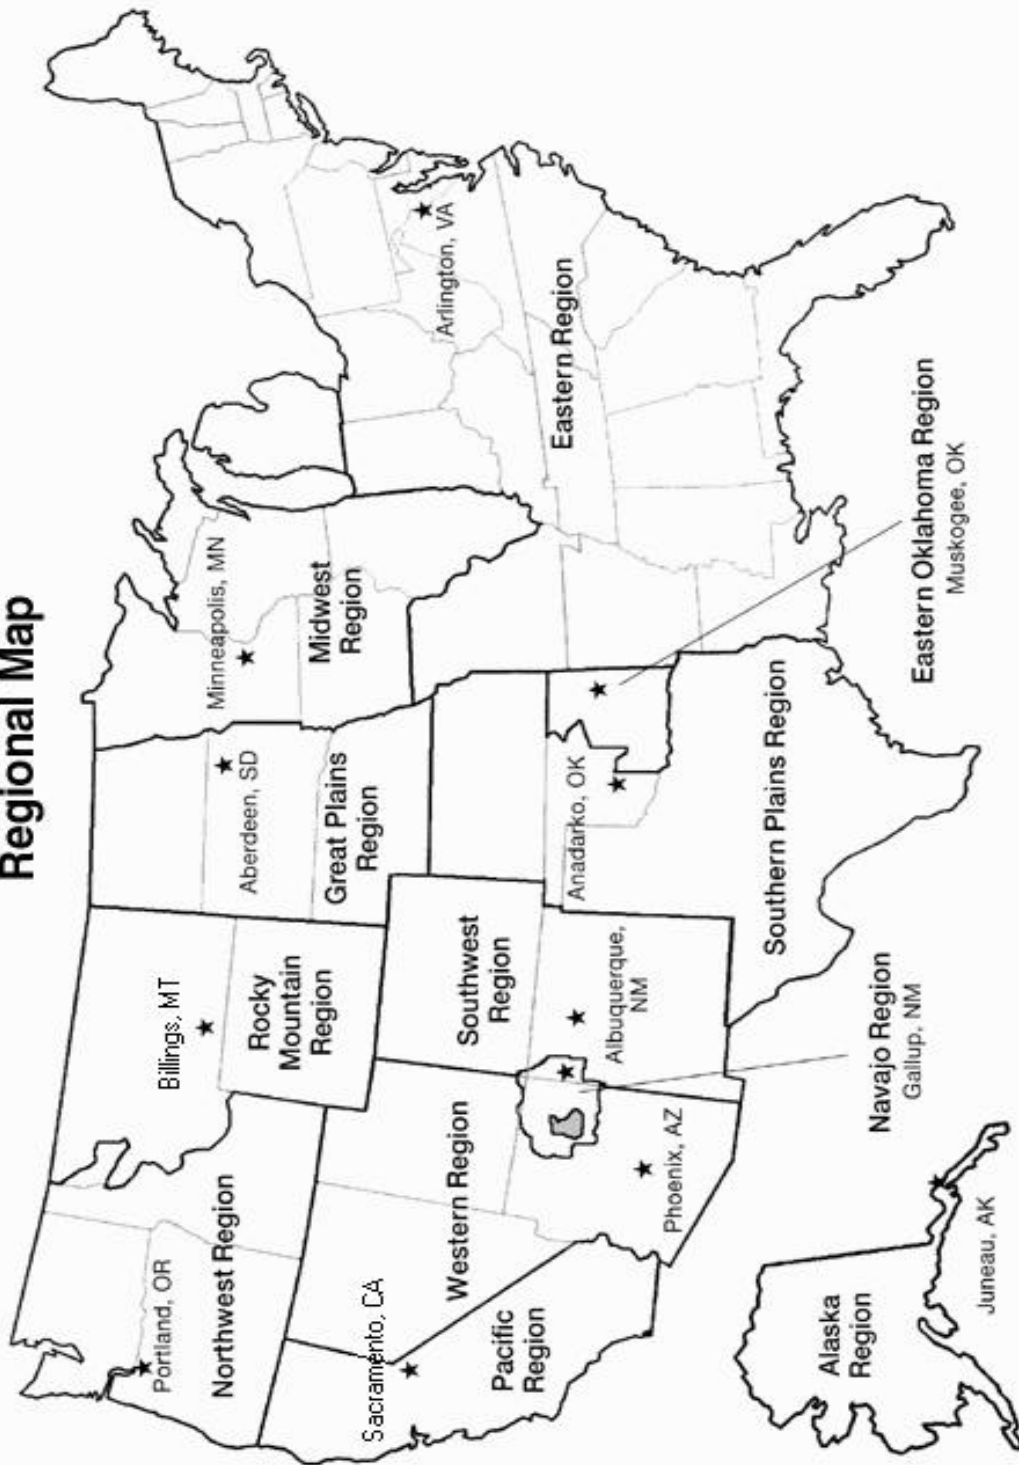 Regional Map
Portland, OR
Northwest Region
Billings, MT
Rocky
Mountain
Region
Aberdeen, SD
Great Plains
Region
Minneapolis, MN
Midwest
Region
Sacramento, CA
Pacific
Region
Western Region
Phoenix, AZ
Southwest
Region
Albuquerque,
NM
Navajo Region
Gallup, NM
Anadarko, OK
Southern Plains Region
Eastern Oklahoma Region
Muskogee, OK
Eastern Region
Arlington, VA
Alaska
Region
Juneau, AK